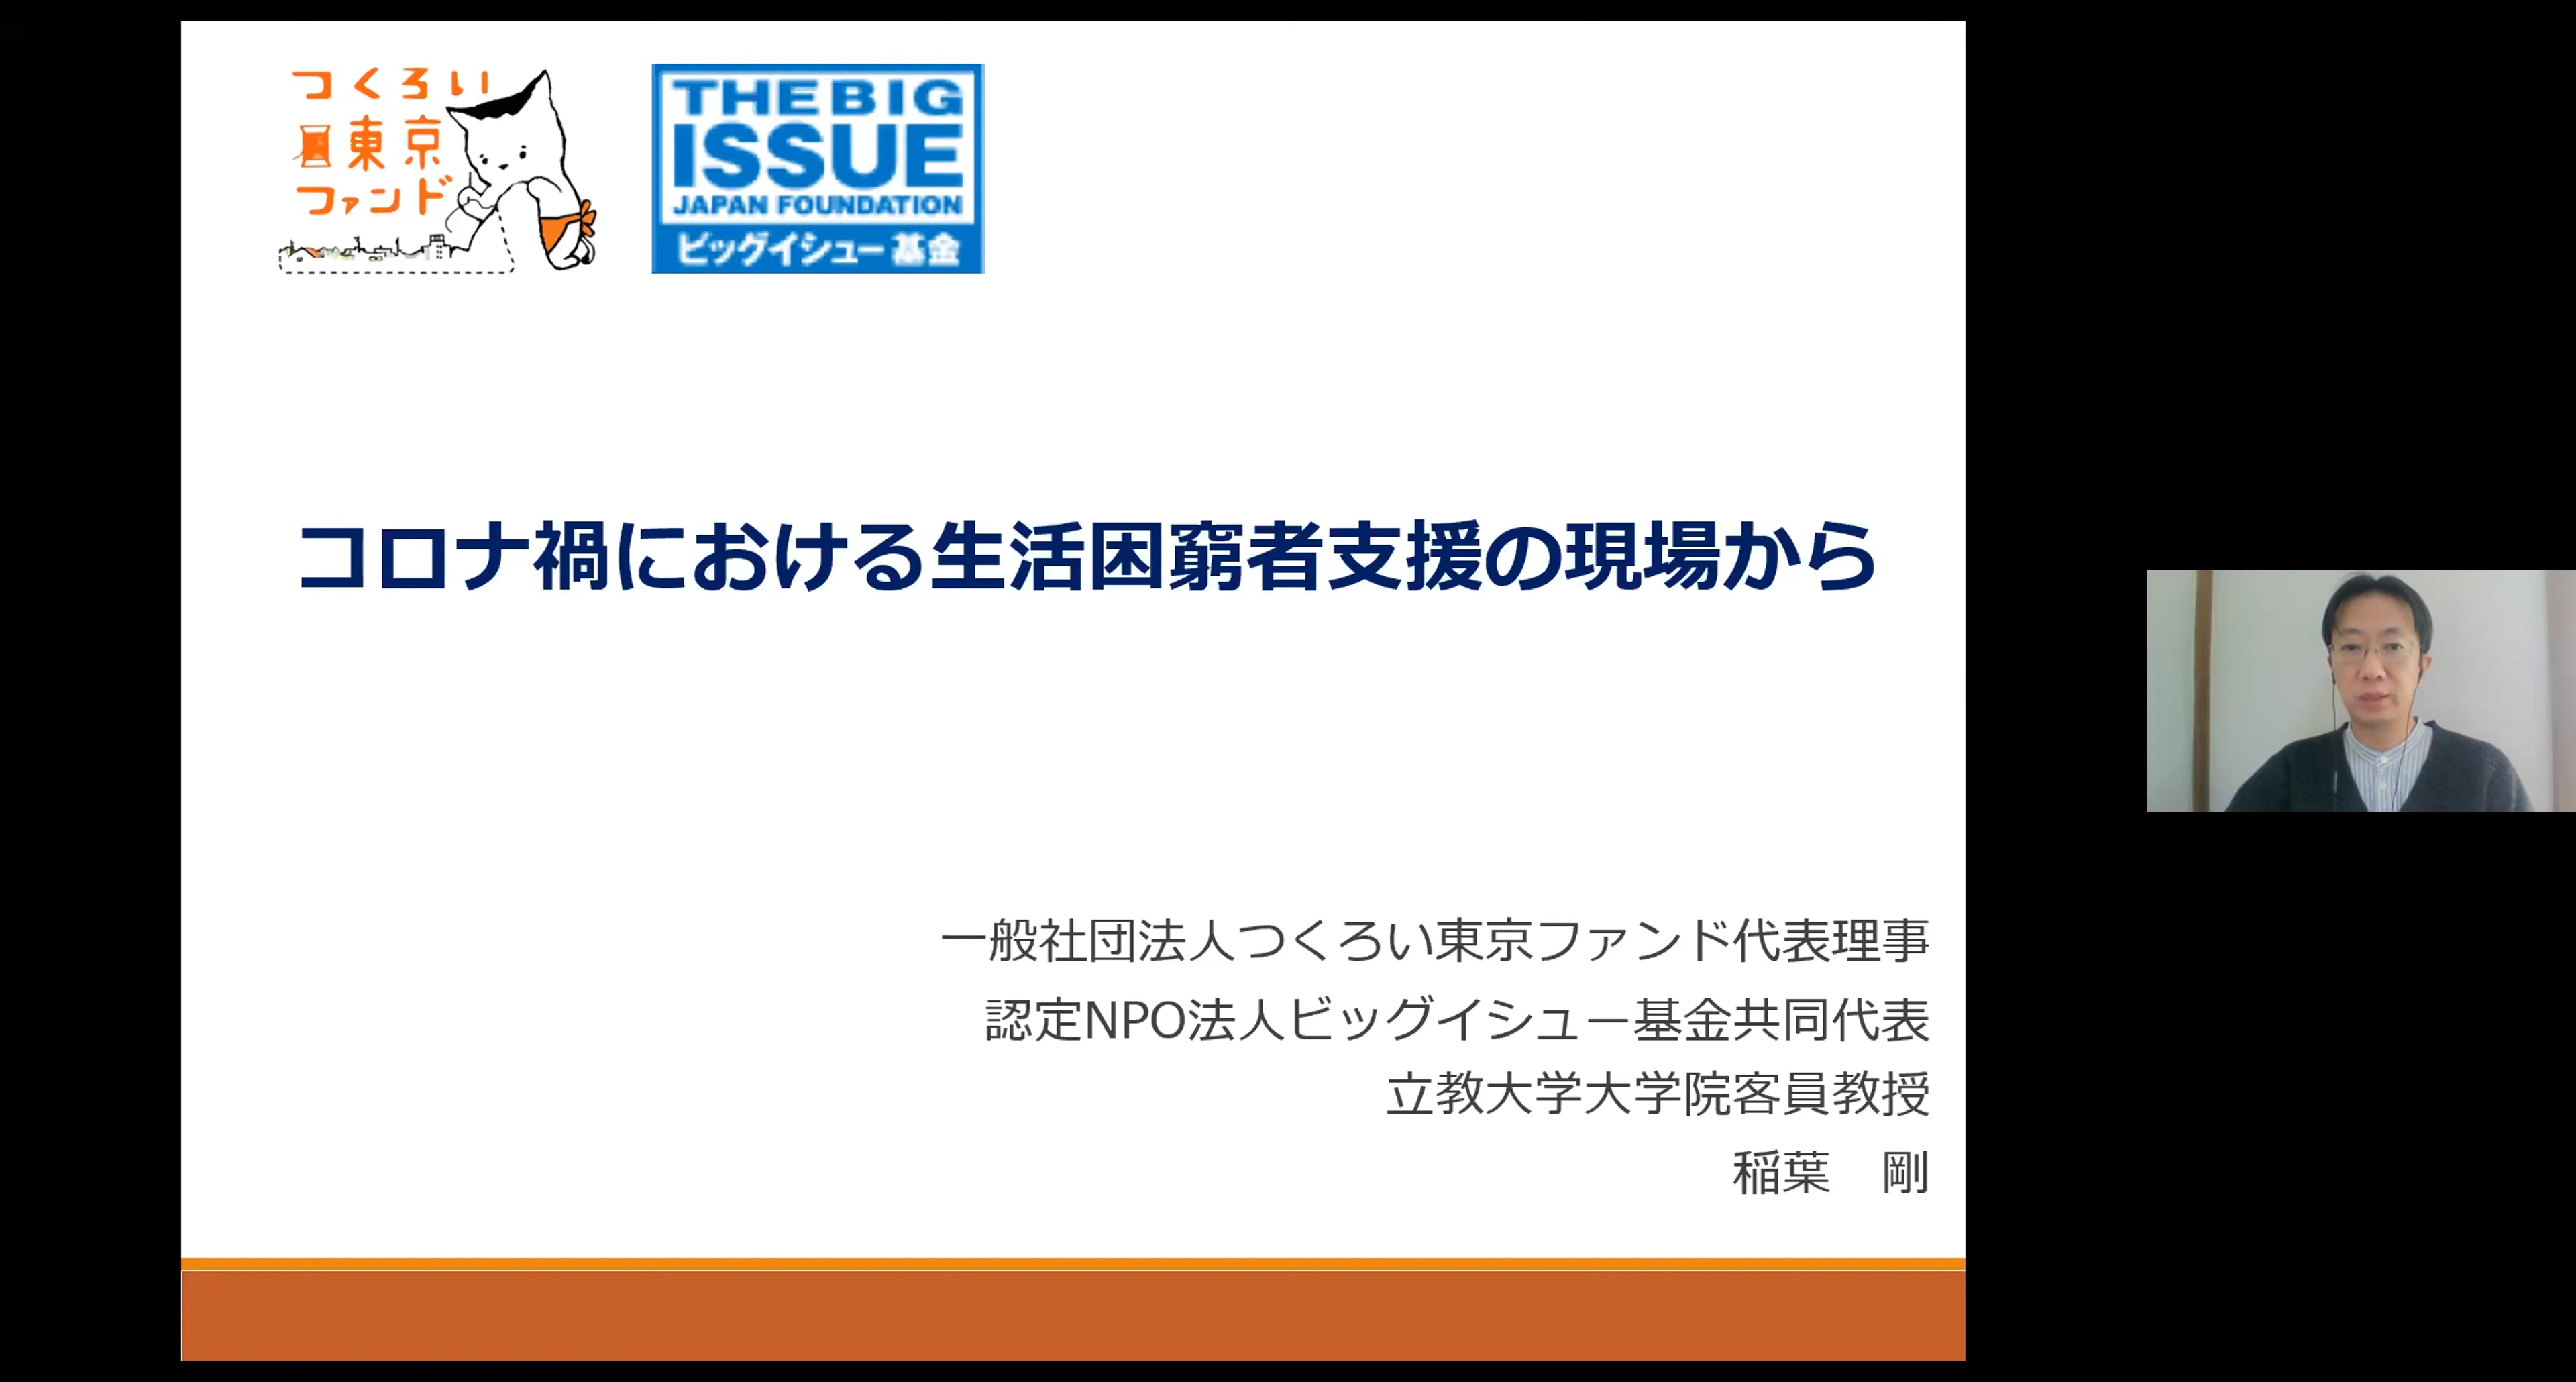 つくろい
東京
ファンド
THE BIG
ISSUE
JAPAN FOUNDATION
ビッグイシュー基金
コロナ禍における生活困窮者支援の現場から
一般社団法人つくろい東京ファンド代表理事
認定NPO法人ビッグイシュー基金共同代表
立教大学大学院客員教授
稲葉　剛